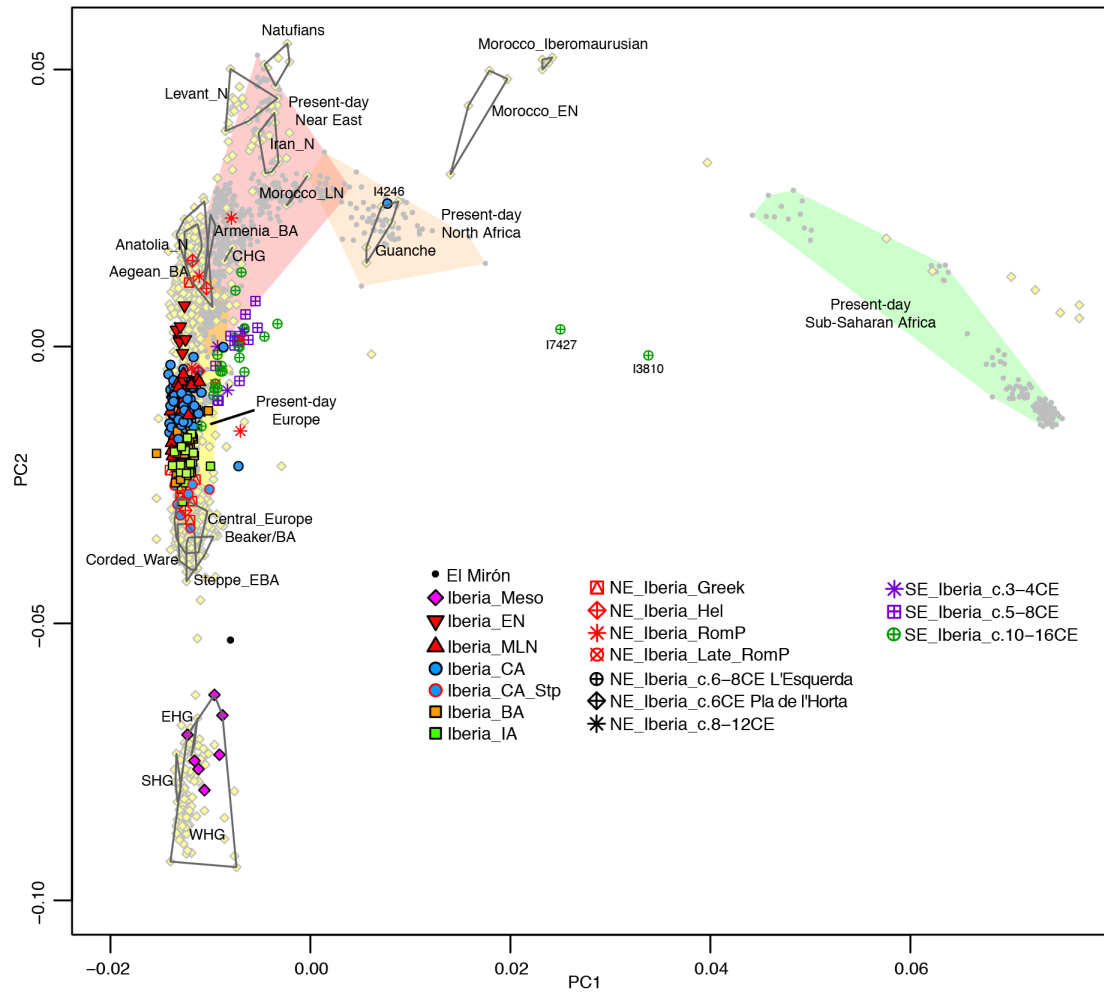 Natufians
Morocco_Iberomaurusian
0.05
Levant_N
Present-day
Near East
Morocco_EN
Iran_N
Morocco_LN
I4246
Present-day
North Africa
Armenia_BA
Anatolia_N
Guanche
CHG
Aegean_BA
Present-day
Sub-Saharan Africa
0.00
I7427
I3810
PC2
Present-day
Europe
Central_Europe
Beaker/BA
Corded_Ware
Steppe_EBA
El Mirón
Iberia_Meso
Iberia_EN
Iberia_MLN
Iberia_CA
Iberia_CA_Stp
Iberia_BA
Iberia_IA
NE_Iberia_Greek
NE_Iberia_Hel
NE_Iberia_RomP
NE_Iberia_Late_RomP
NE_Iberia_c.6–8CE L'Esquerda
NE_Iberia_c.6CE Pla de l'Horta
NE_Iberia_c.8–12CE
SE_Iberia_c.3–4CE
SE_Iberia_c.5–8CE
SE_Iberia_c.10–16CE
−0.05
EHG
SHG
WHG
−0.10
−0.02
0.00
0.02
0.04
0.06
PC1